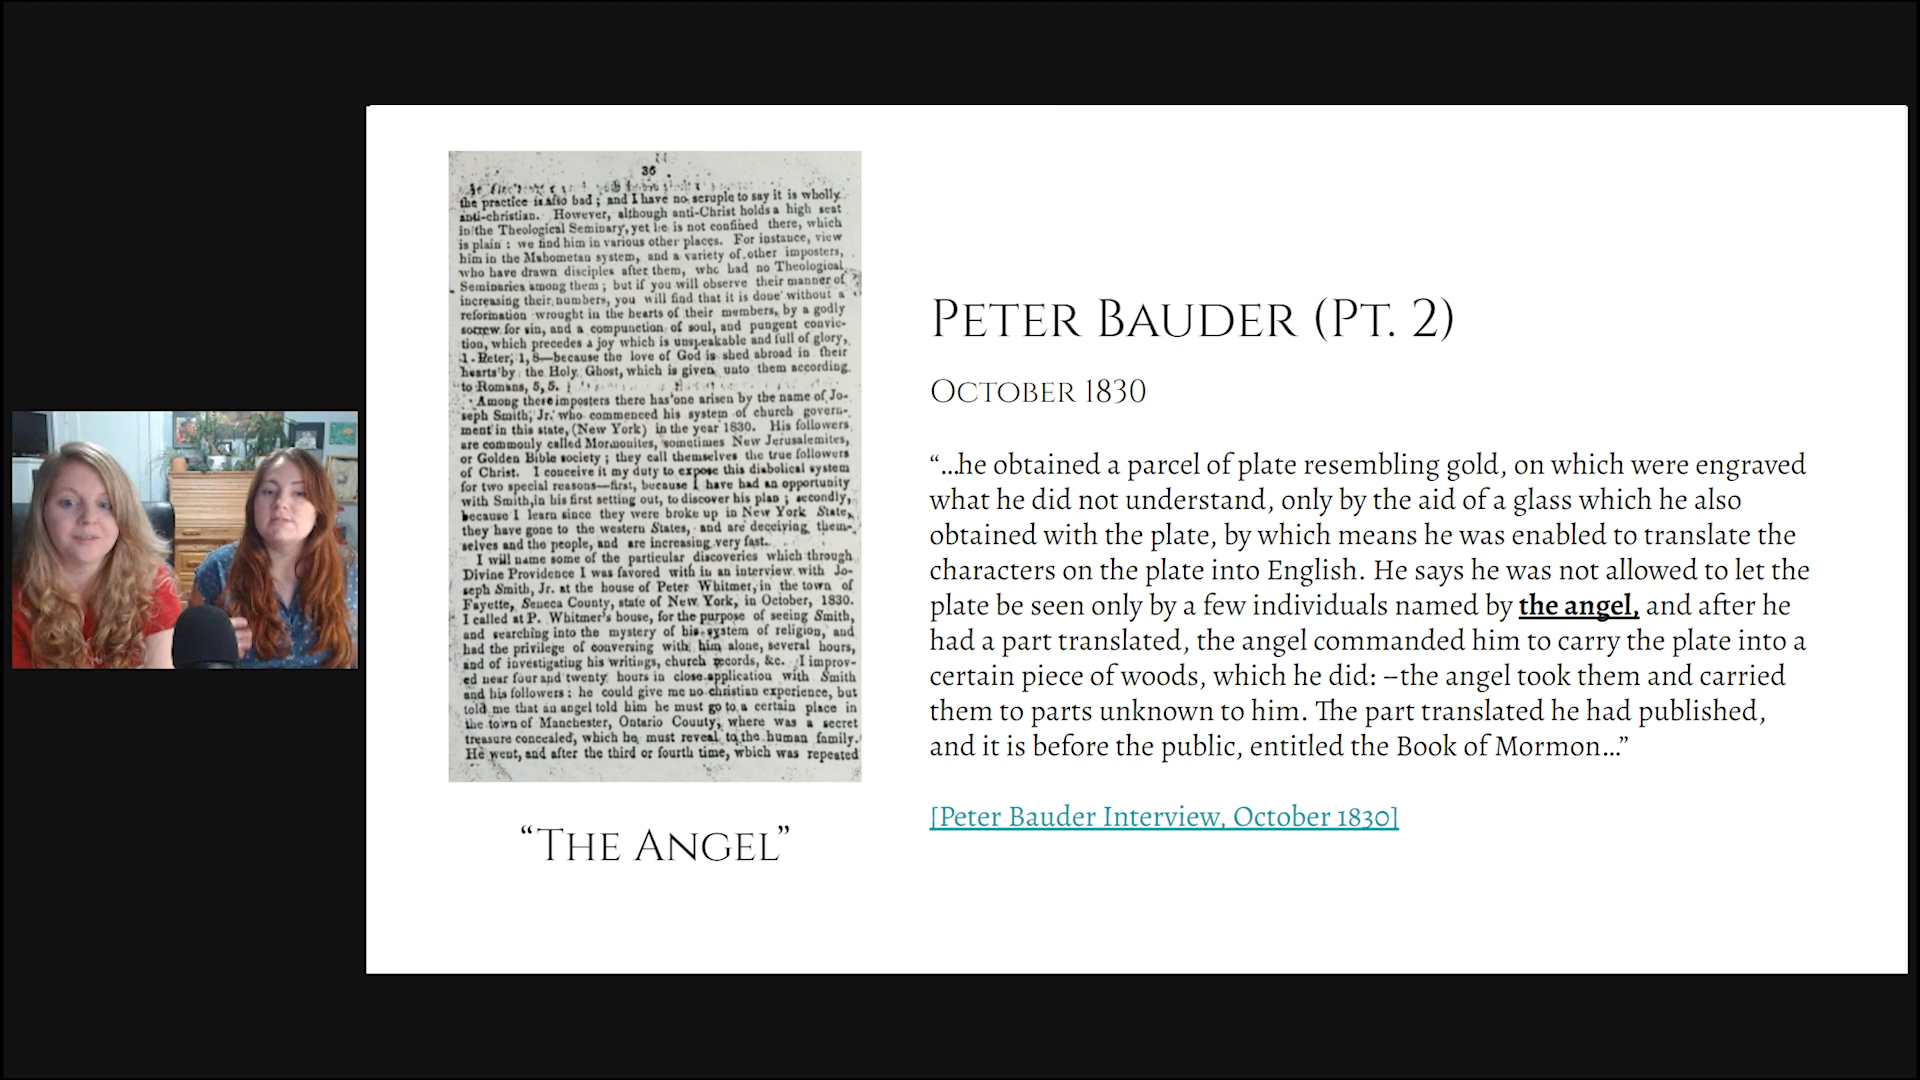 36
the practice is also bad ; and I have no scruple to say it is wholly
anti-christian. However, although anti-Christ holds a high seat
in the Theological Seminary, yet he is not confined there, which
is plain : we find him in various other places. For instance, view
him in the Mahometan system, and a variety of other imposters,
who have drawn disciples after them, who had no Theological
Seminaries among them ; but if you will observe their manner of
increasing their numbers, you will find that it is done without a
reformation wrought in the hearts of their members, by a godly
sorrow for sin, and a compunction of soul, and pungent convic-
tion, which precedes a joy which is unspeakable and full of glory,
1 Peter, 1, 8—because the love of God is shed abroad in their
hearts by the Holy Ghost, which is given unto them according
to Romans, 5, 5.
Among these imposters there has one arisen by the name of Jo-
seph Smith, Jr. who commenced his system of church govern-
ment in this state, (New York) in the year 1830. His followers
are commonly called Mormonites, sometimes New Jerusalemites,
or Golden Bible society ; they call themselves the true followers
of Christ. I conceive it my duty to expose this diabolical system
for two special reasons—first, because I have had an opportunity
with Smith, in his first setting out, to discover his plan ; secondly,
because I learn since they were broke up in New York State,
they have gone to the western States, and are deceiving them-
selves and the people, and are increasing very fast.
I will name some of the particular discoveries which through
Divine Providence I was favored with in an interview with Jo-
seph Smith, Jr. at the house of Peter Whitmer, in the town of
Fayette, Seneca County, state of New York, in October, 1830.
I called at P. Whitmer's house, for the purpose of seeing Smith,
and searching into the mystery of his system of religion, and
had the privilege of conversing with him alone, several hours,
and of investigating his writings, church records, &c. I improv-
ed near four and twenty hours in close application with Smith
and his followers : he could give me no christian experience, but
told me that an angel told him he must go to a certain place in
the town of Manchester, Ontario County, where was a secret
treasure concealed, which he must reveal to the human family.
He went, and after the third or fourth time, which was repeated
“The Angel”
Peter Bauder (Pt. 2)
October 1830
“...he obtained a parcel of plate resembling gold, on which were engraved
what he did not understand, only by the aid of a glass which he also
obtained with the plate, by which means he was enabled to translate the
characters on the plate into English. He says he was not allowed to let the
plate be seen only by a few individuals named by the angel, and after he
had a part translated, the angel commanded him to carry the plate into a
certain piece of woods, which he did: –the angel took them and carried
them to parts unknown to him. The part translated he had published,
and it is before the public, entitled the Book of Mormon...”
[Peter Bauder Interview, October 1830]